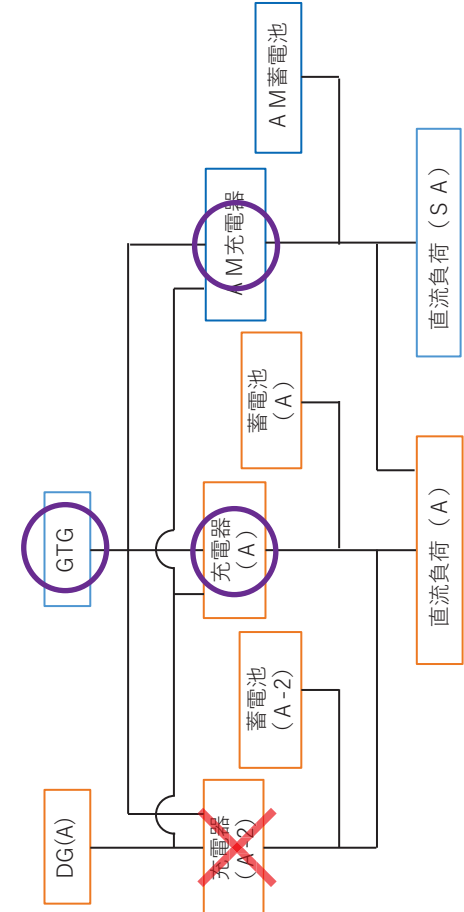 DG(A)
GTG
充電器
(A-2)
蓄電池
(A-2)
充電器
(A)
蓄電池
(A)
AM充電器
AM蓄電池
直流負荷 (A)
直流負荷 (SA)